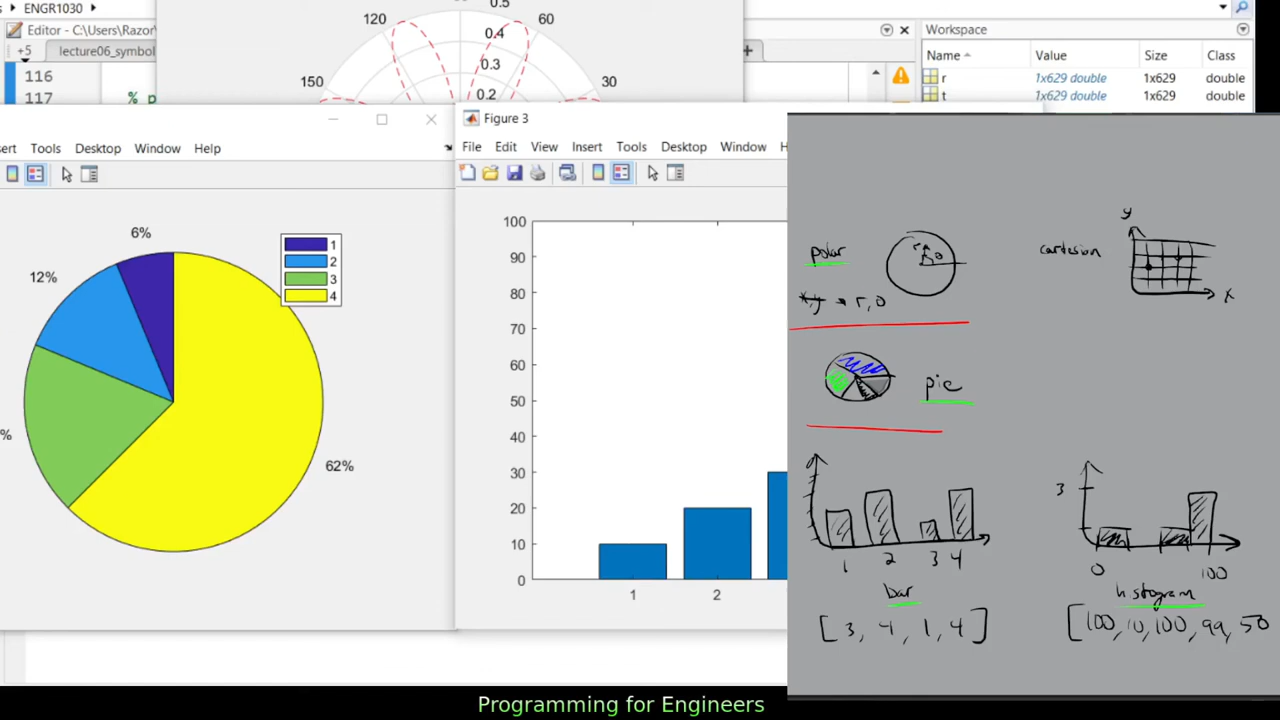 ENGR1030
Editor - C:\Users\Razor\
+5
lecture06_symbol
116
117
% p
120
60
150
30
0.5
0.4
0.3
0.2
Workspace
Name
Value
Size
Class
r
1x629 double
1x629
double
t
1x629 double
1x629
double
Tools
Desktop
Window
Help
6%
12%
62%
1
2
3
4
Figure 3
File
Edit
View
Insert
Tools
Desktop
Window
100
90
80
70
60
50
40
30
20
10
0
1
2
polar
r
θ
x,y → r,θ
cartesian
y
x
pie
1
2
3
4
bar
[3, 4, 1, 4]
3
0
100
histogram
[100, 10, 100, 99, 50
Programming for Engineers